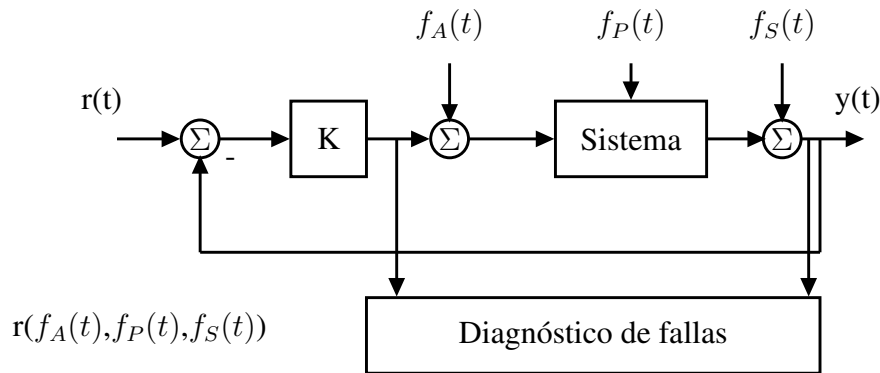 f_A(t)
f_P(t)
f_S(t)
r(t)
y(t)
Σ
K
Σ
Sistema
Σ
-
r(f_A(t),f_P(t),f_S(t))
Diagnóstico de fallas